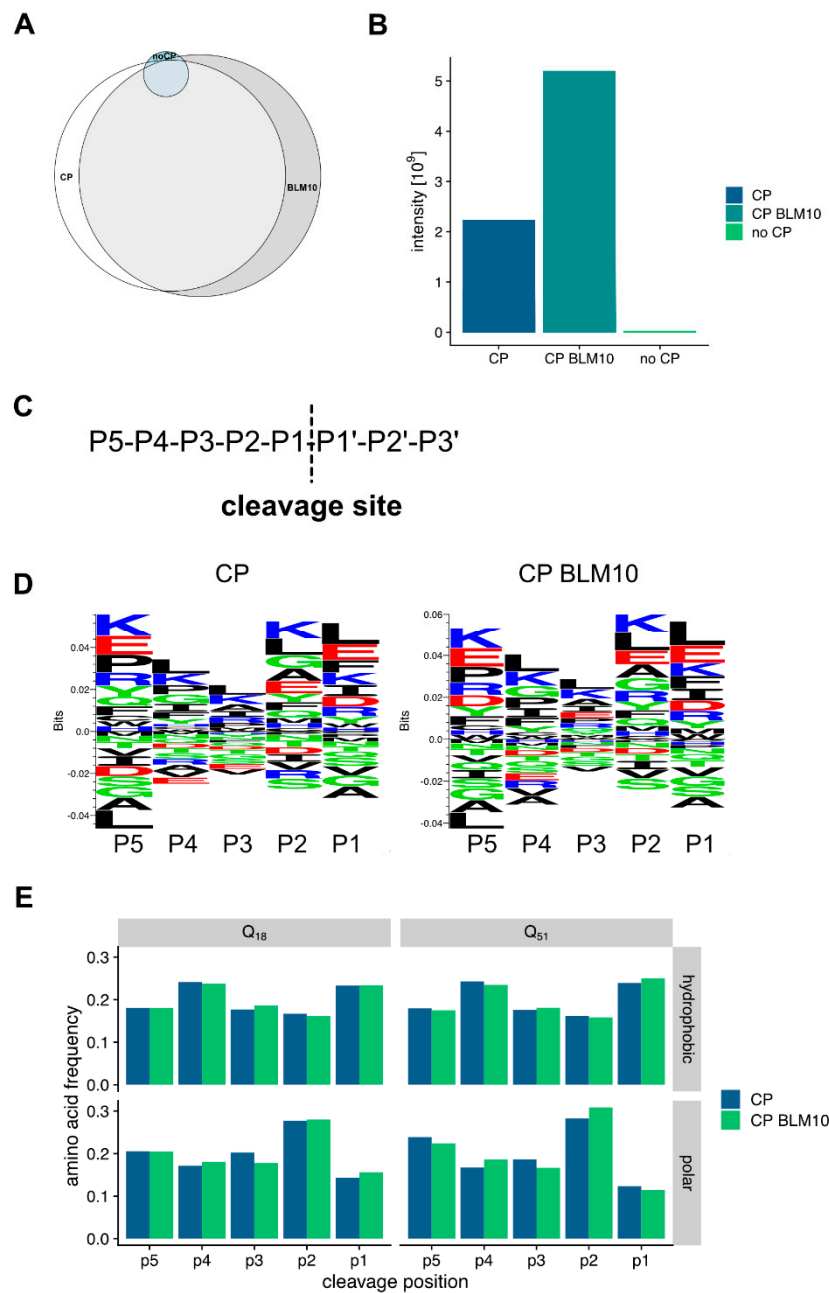 A
noCP
CP
BLM10
B
intensity [10⁹]
5
4
3
2
1
0
CP
CP BLM10
no CP
CP
CP BLM10
no CP
C
P5-P4-P3-P2-P1-P1'-P2'-P3'
cleavage site
D
CP
CP BLM10
Bits
0.04
0.02
0.0
-0.02
-0.04
P5 P4 P3 P2 P1
Bits
0.06
0.04
0.02
0.0
-0.02
-0.04
P5 P4 P3 P2 P1
E
Q₁₈
Q₅₁
hydrophobic
polar
amino acid frequency
0.3
0.2
0.1
0.0
0.3
0.2
0.1
0.0
p5 p4 p3 p2 p1
p5 p4 p3 p2 p1
cleavage position
CP
CP BLM10